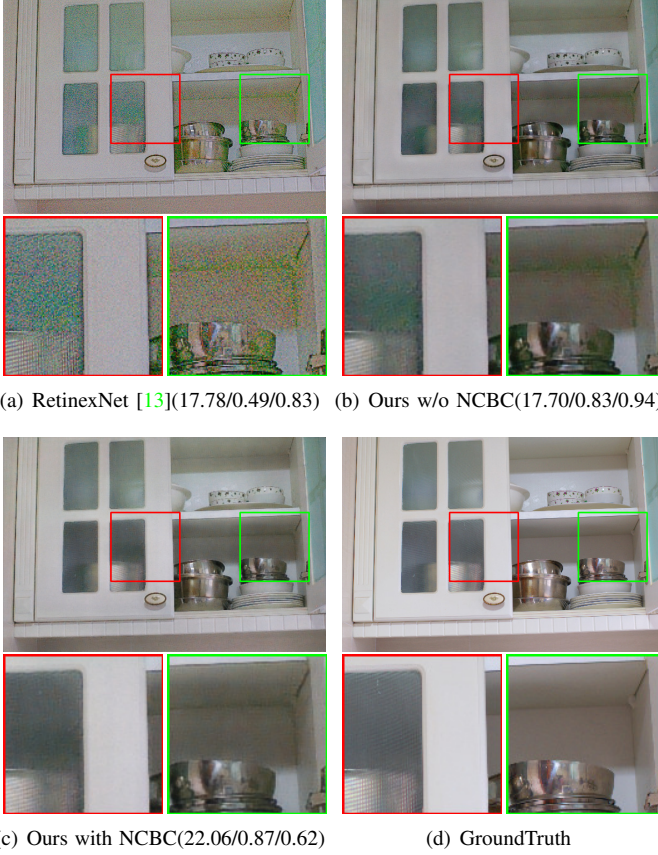 (a) RetinexNet [13](17.78/0.49/0.83)
(b) Ours w/o NCBC(17.70/0.83/0.94)
(c) Ours with NCBC(22.06/0.87/0.62)
(d) GroundTruth